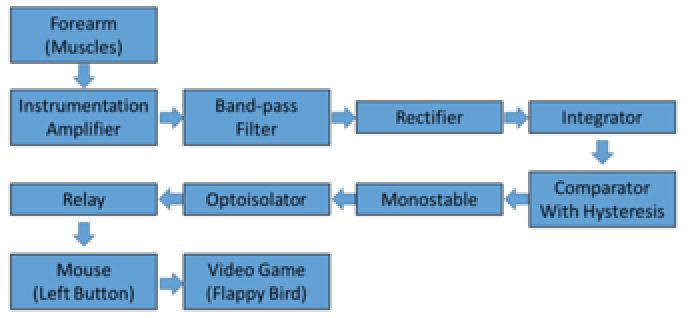 Forearm
(Muscles)
Instrumentation
Amplifier
Band-pass
Filter
Rectifier
Integrator
Comparator
With Hysteresis
Monostable
Optoisolator
Relay
Mouse
(Left Button)
Video Game
(Flappy Bird)